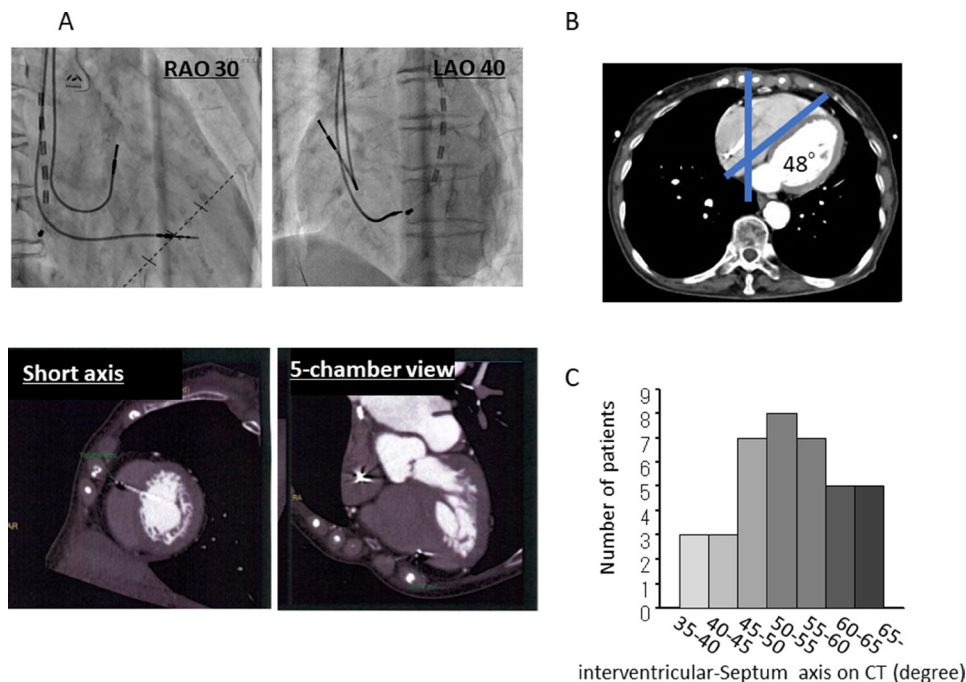 A
B
RAO 30
LAO 40
48°
Short axis
5-chamber view
RA
AR
C
Number of patients
9
8
7
6
5
4
3
2
1
0
35-40
40-45
45-50
50-55
55-60
60-65
65-
interventricular-Septum axis on CT (degree)